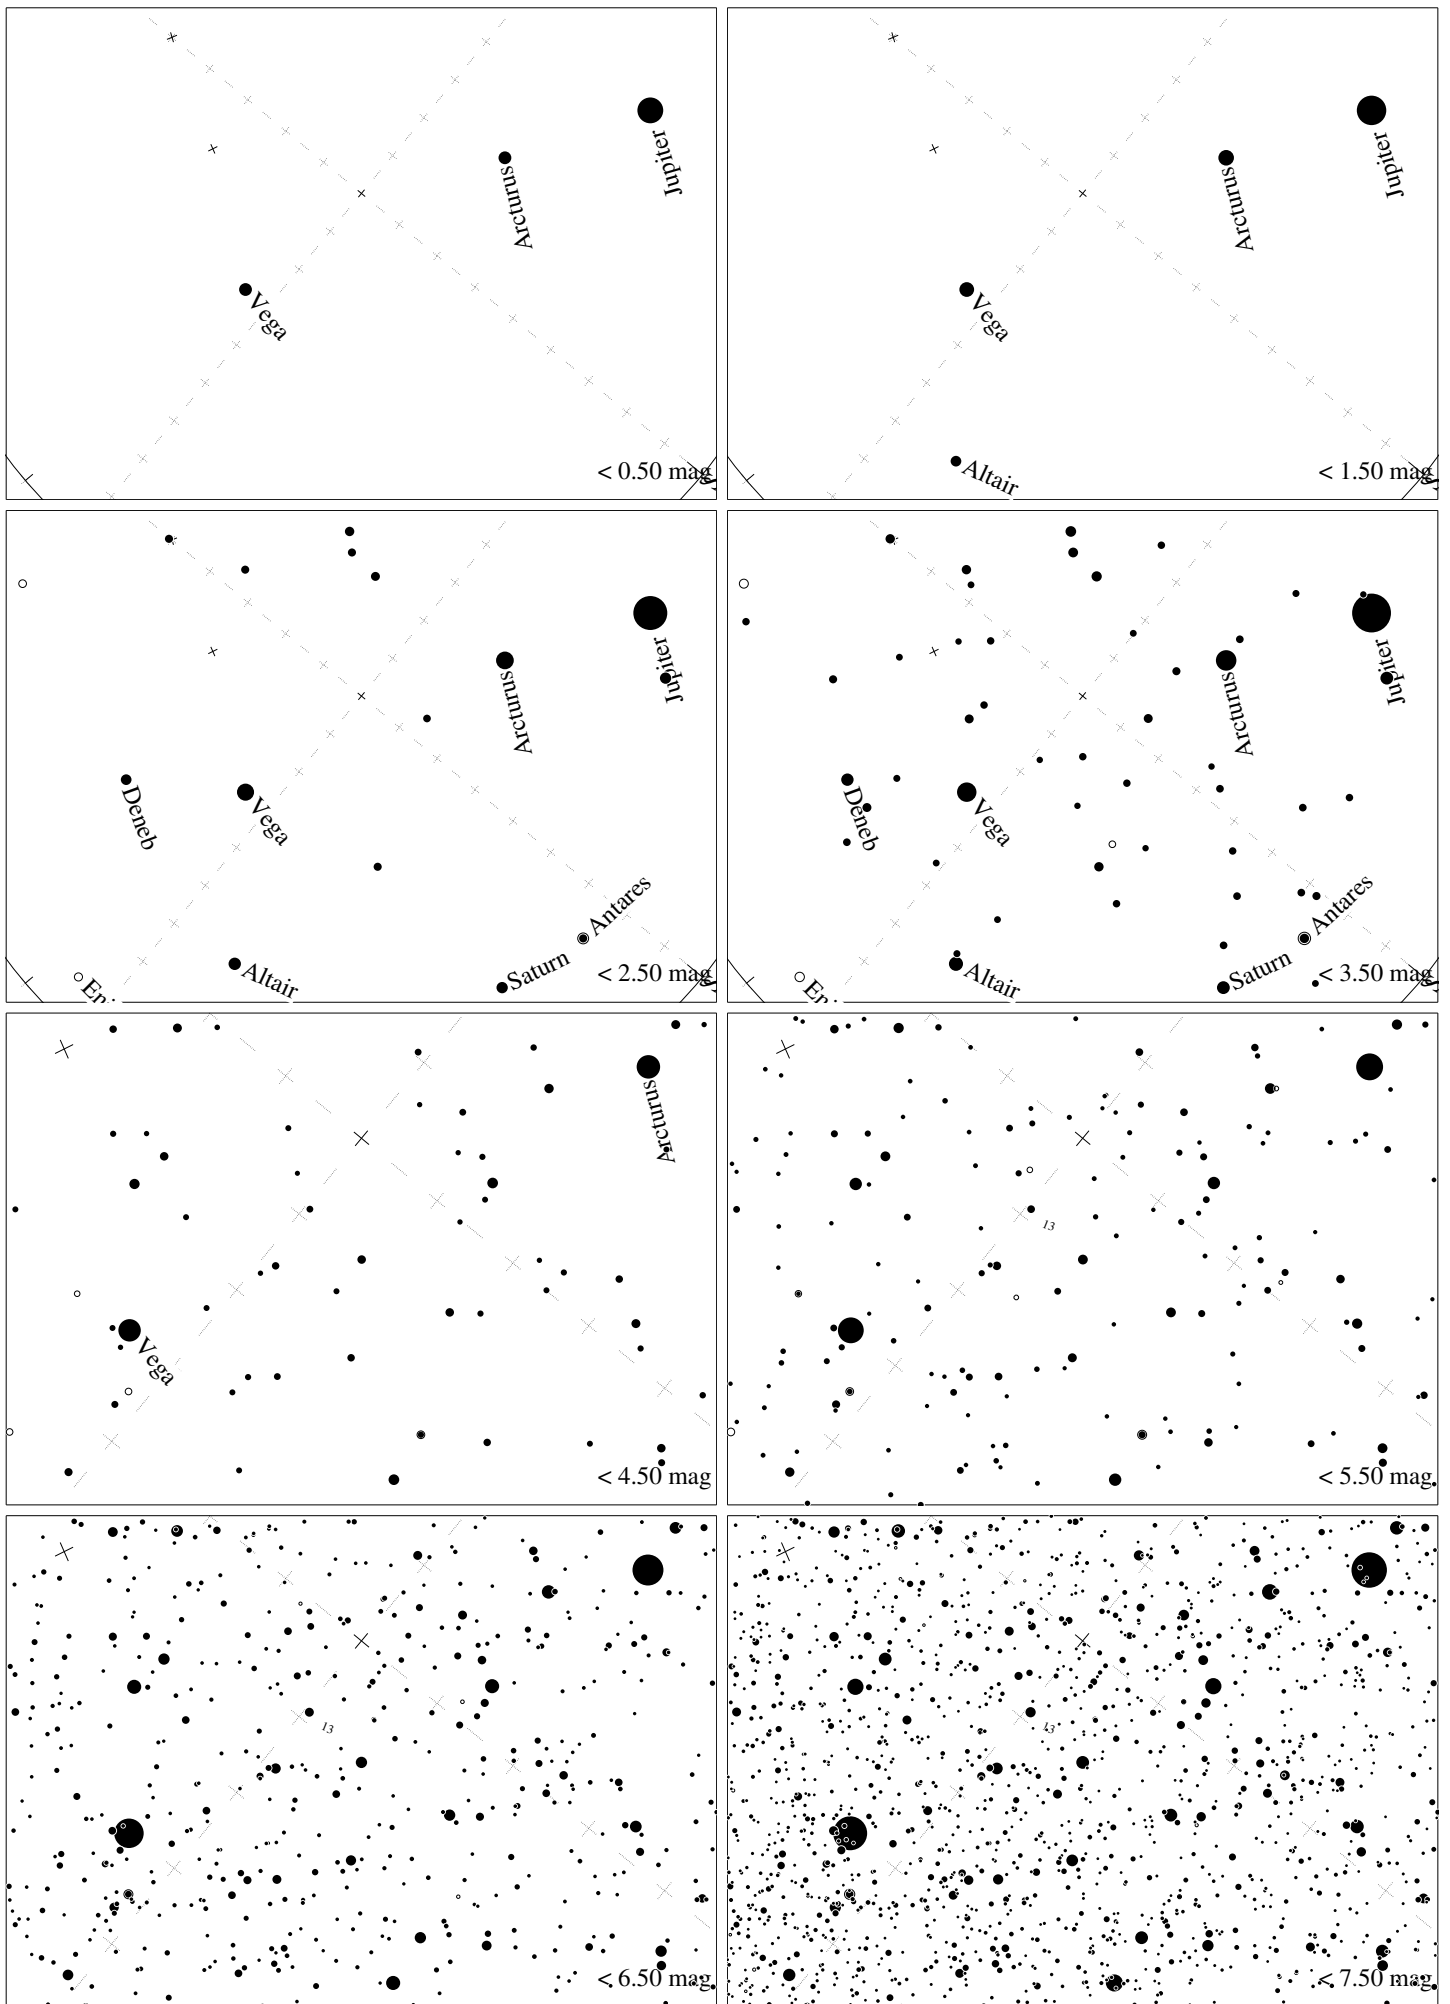 Jupiter
Arcturus
Vega
< 0.50 mag
Jupiter
Arcturus
Vega
Altair
< 1.50 mag
Jupiter
Arcturus
Deneb
Vega
Antares
Saturn
Altair
< 2.50 mag
Jupiter
Arcturus
Deneb
Vega
Antares
Saturn
Altair
< 3.50 mag
Arcturus
Vega
< 4.50 mag
13
< 5.50 mag
13
< 6.50 mag
13
< 7.50 mag